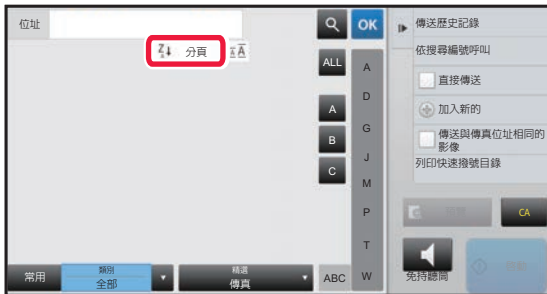 位址
OK
傳送歷史記錄
依搜尋編號呼叫
分頁
ALL
直接傳送
加入新的
傳送與傳真位址相同的
影像
列印快速撥號目錄
A
B
C
A
D
G
J
M
P
T
W
CA
免持聽筒
常用
類別
全部
精選
傳真
ABC